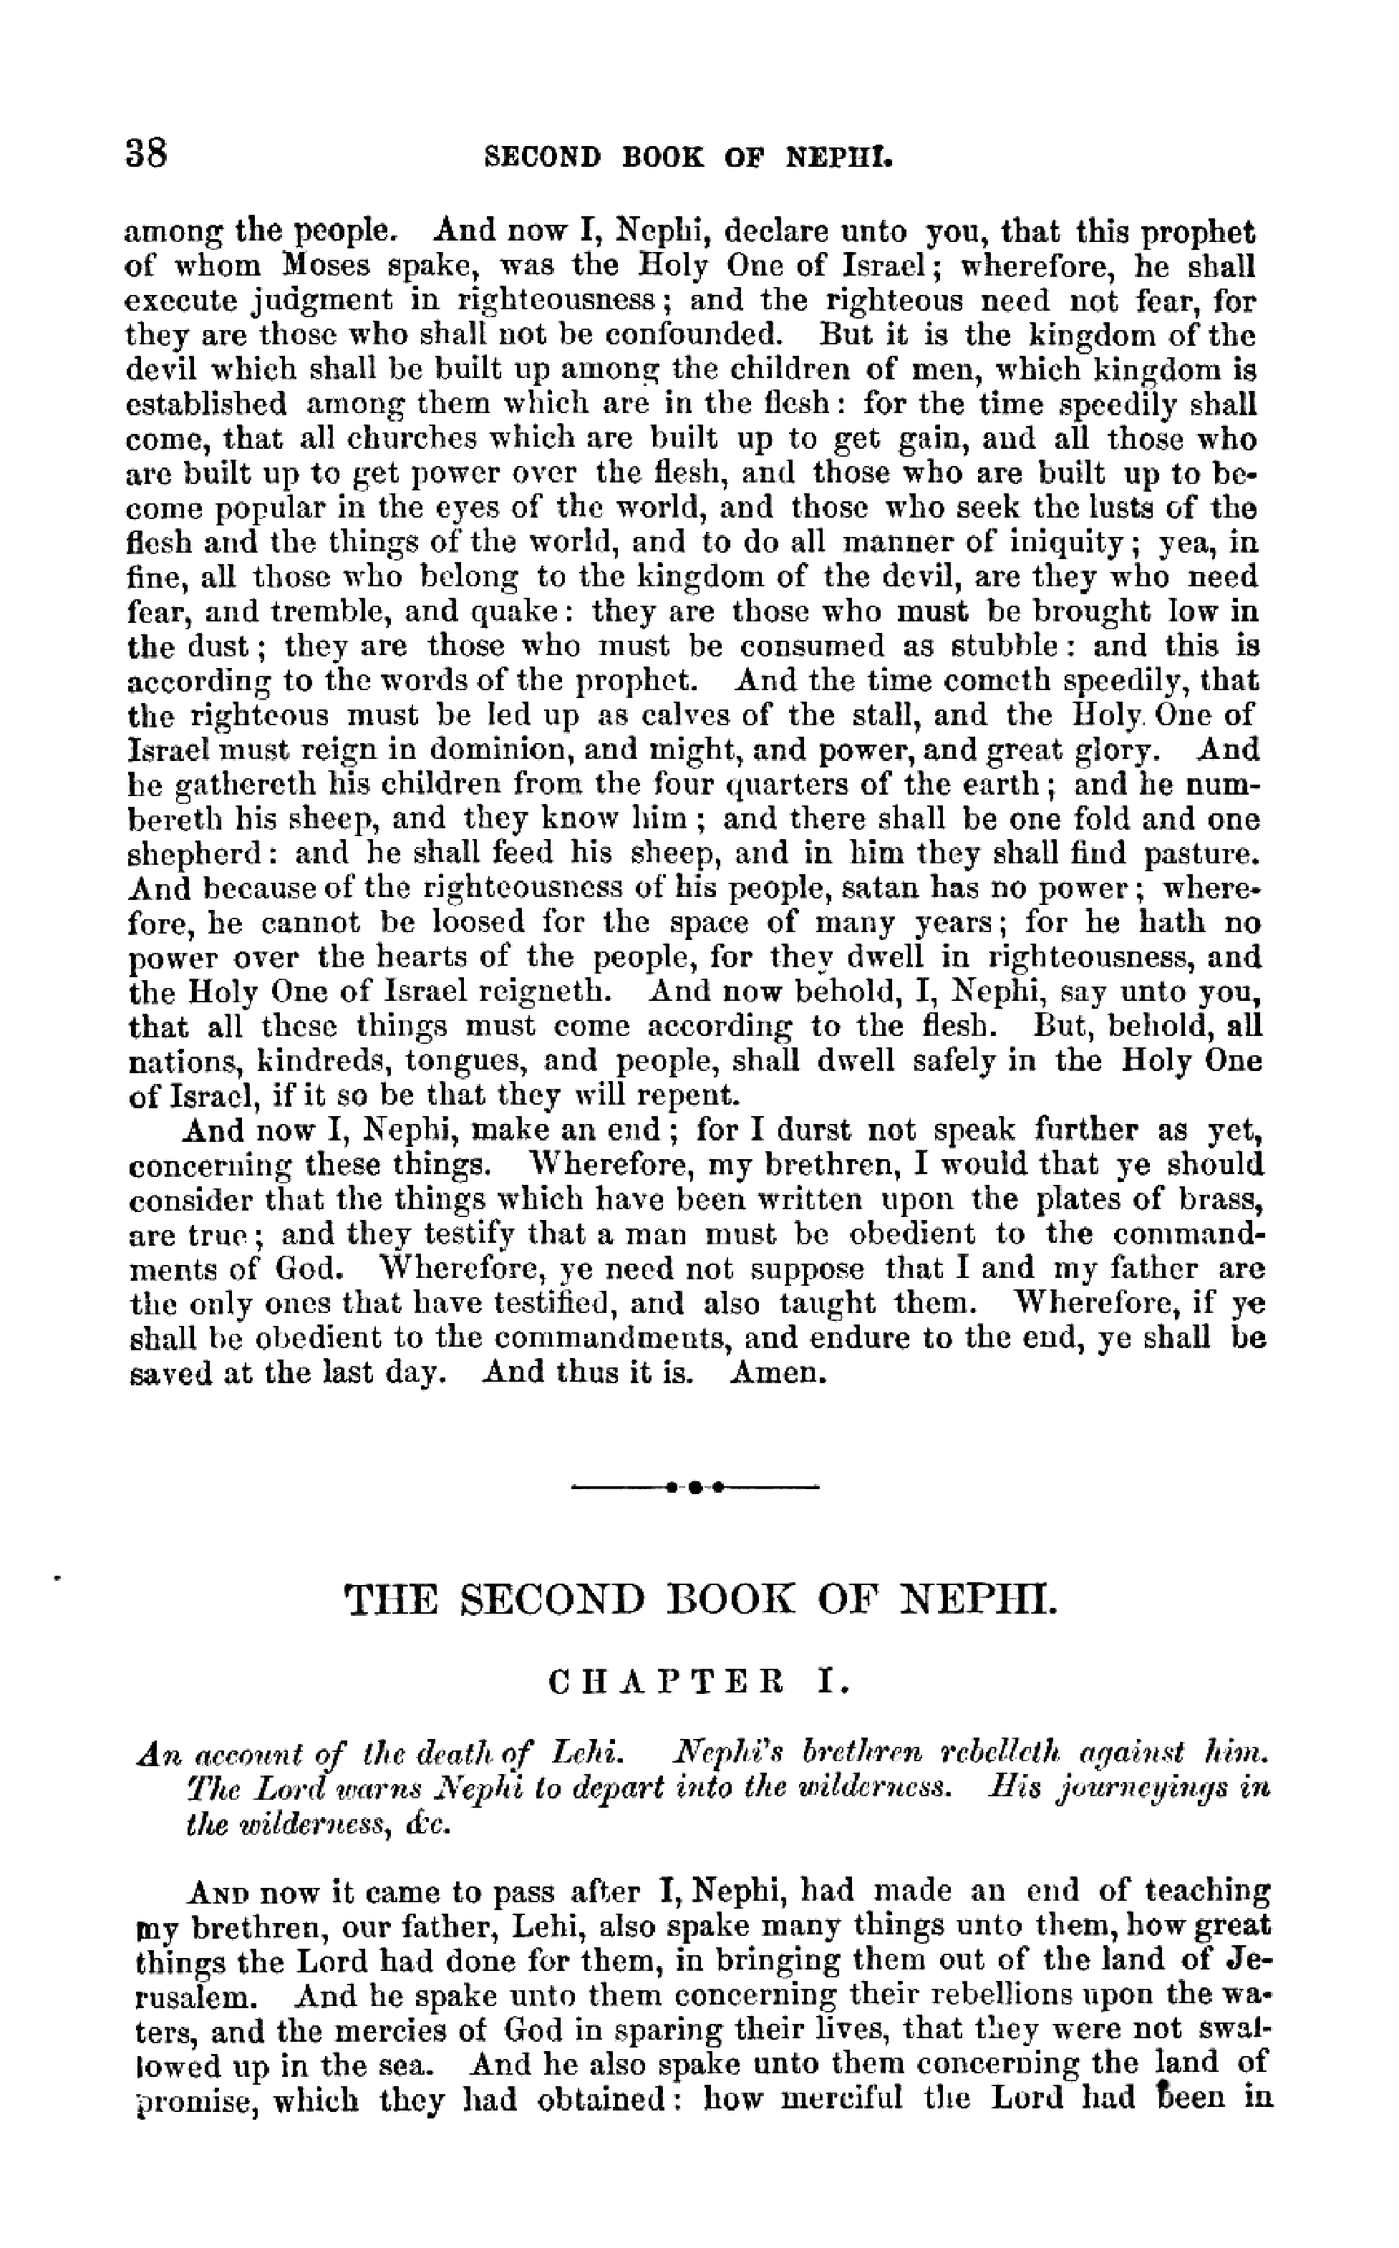 38 SECOND BOOK OF NEPHI.
among the people. And now I, Nephi, declare unto you, that this prophet
of whom Moses spake, was the Holy One of Israel; wherefore, he shall
execute judgment in righteousness; and the righteous need not fear, for
they are those who shall not be confounded. But it is the kingdom of the
devil which shall be built up among the children of men, which kingdom is
established among them which are in the flesh: for the time speedily shall
come, that all churches which are built up to get gain, and all those who
are built up to get power over the flesh, and those who are built up to be-
come popular in the eyes of the world, and those who seek the lusts of the
flesh and the things of the world, and to do all manner of iniquity; yea, in
fine, all those who belong to the kingdom of the devil, are they who need
fear, and tremble, and quake: they are those who must be brought low in
the dust; they are those who must be consumed as stubble: and this is
according to the words of the prophet. And the time cometh speedily, that
the righteous must be led up as calves of the stall, and the Holy One of
Israel must reign in dominion, and might, and power, and great glory. And
he gathereth his children from the four quarters of the earth; and he num-
bereth his sheep, and they know him; and there shall be one fold and one
shepherd: and he shall feed his sheep, and in him they shall find pasture.
And because of the righteousness of his people, satan has no power; where-
fore, he cannot be loosed for the space of many years; for he hath no
power over the hearts of the people, for they dwell in righteousness, and
the Holy One of Israel reigneth. And now behold, I, Nephi, say unto you,
that all these things must come according to the flesh. But, behold, all
nations, kindreds, tongues, and people, shall dwell safely in the Holy One
of Israel, if it so be that they will repent.
And now I, Nephi, make an end; for I durst not speak further as yet,
concerning these things. Wherefore, my brethren, I would that ye should
consider that the things which have been written upon the plates of brass,
are true; and they testify that a man must be obedient to the command-
ments of God. Wherefore, ye need not suppose that I and my father are
the only ones that have testified, and also taught them. Wherefore, if ye
shall be obedient to the commandments, and endure to the end, ye shall be
saved at the last day. And thus it is. Amen.
THE SECOND BOOK OF NEPHI.
CHAPTER I.
An account of the death of Lehi. Nephi's brethren rebelleth against him.
The Lord warns Nephi to depart into the wilderness. His journeyings in
the wilderness, &c.
AND now it came to pass after I, Nephi, had made an end of teaching
my brethren, our father, Lehi, also spake many things unto them, how great
things the Lord had done for them, in bringing them out of the land of Je-
rusalem. And he spake unto them concerning their rebellions upon the wa-
ters, and the mercies of God in sparing their lives, that they were not swal-
lowed up in the sea. And he also spake unto them concerning the land of
promise, which they had obtained: how merciful the Lord had been in